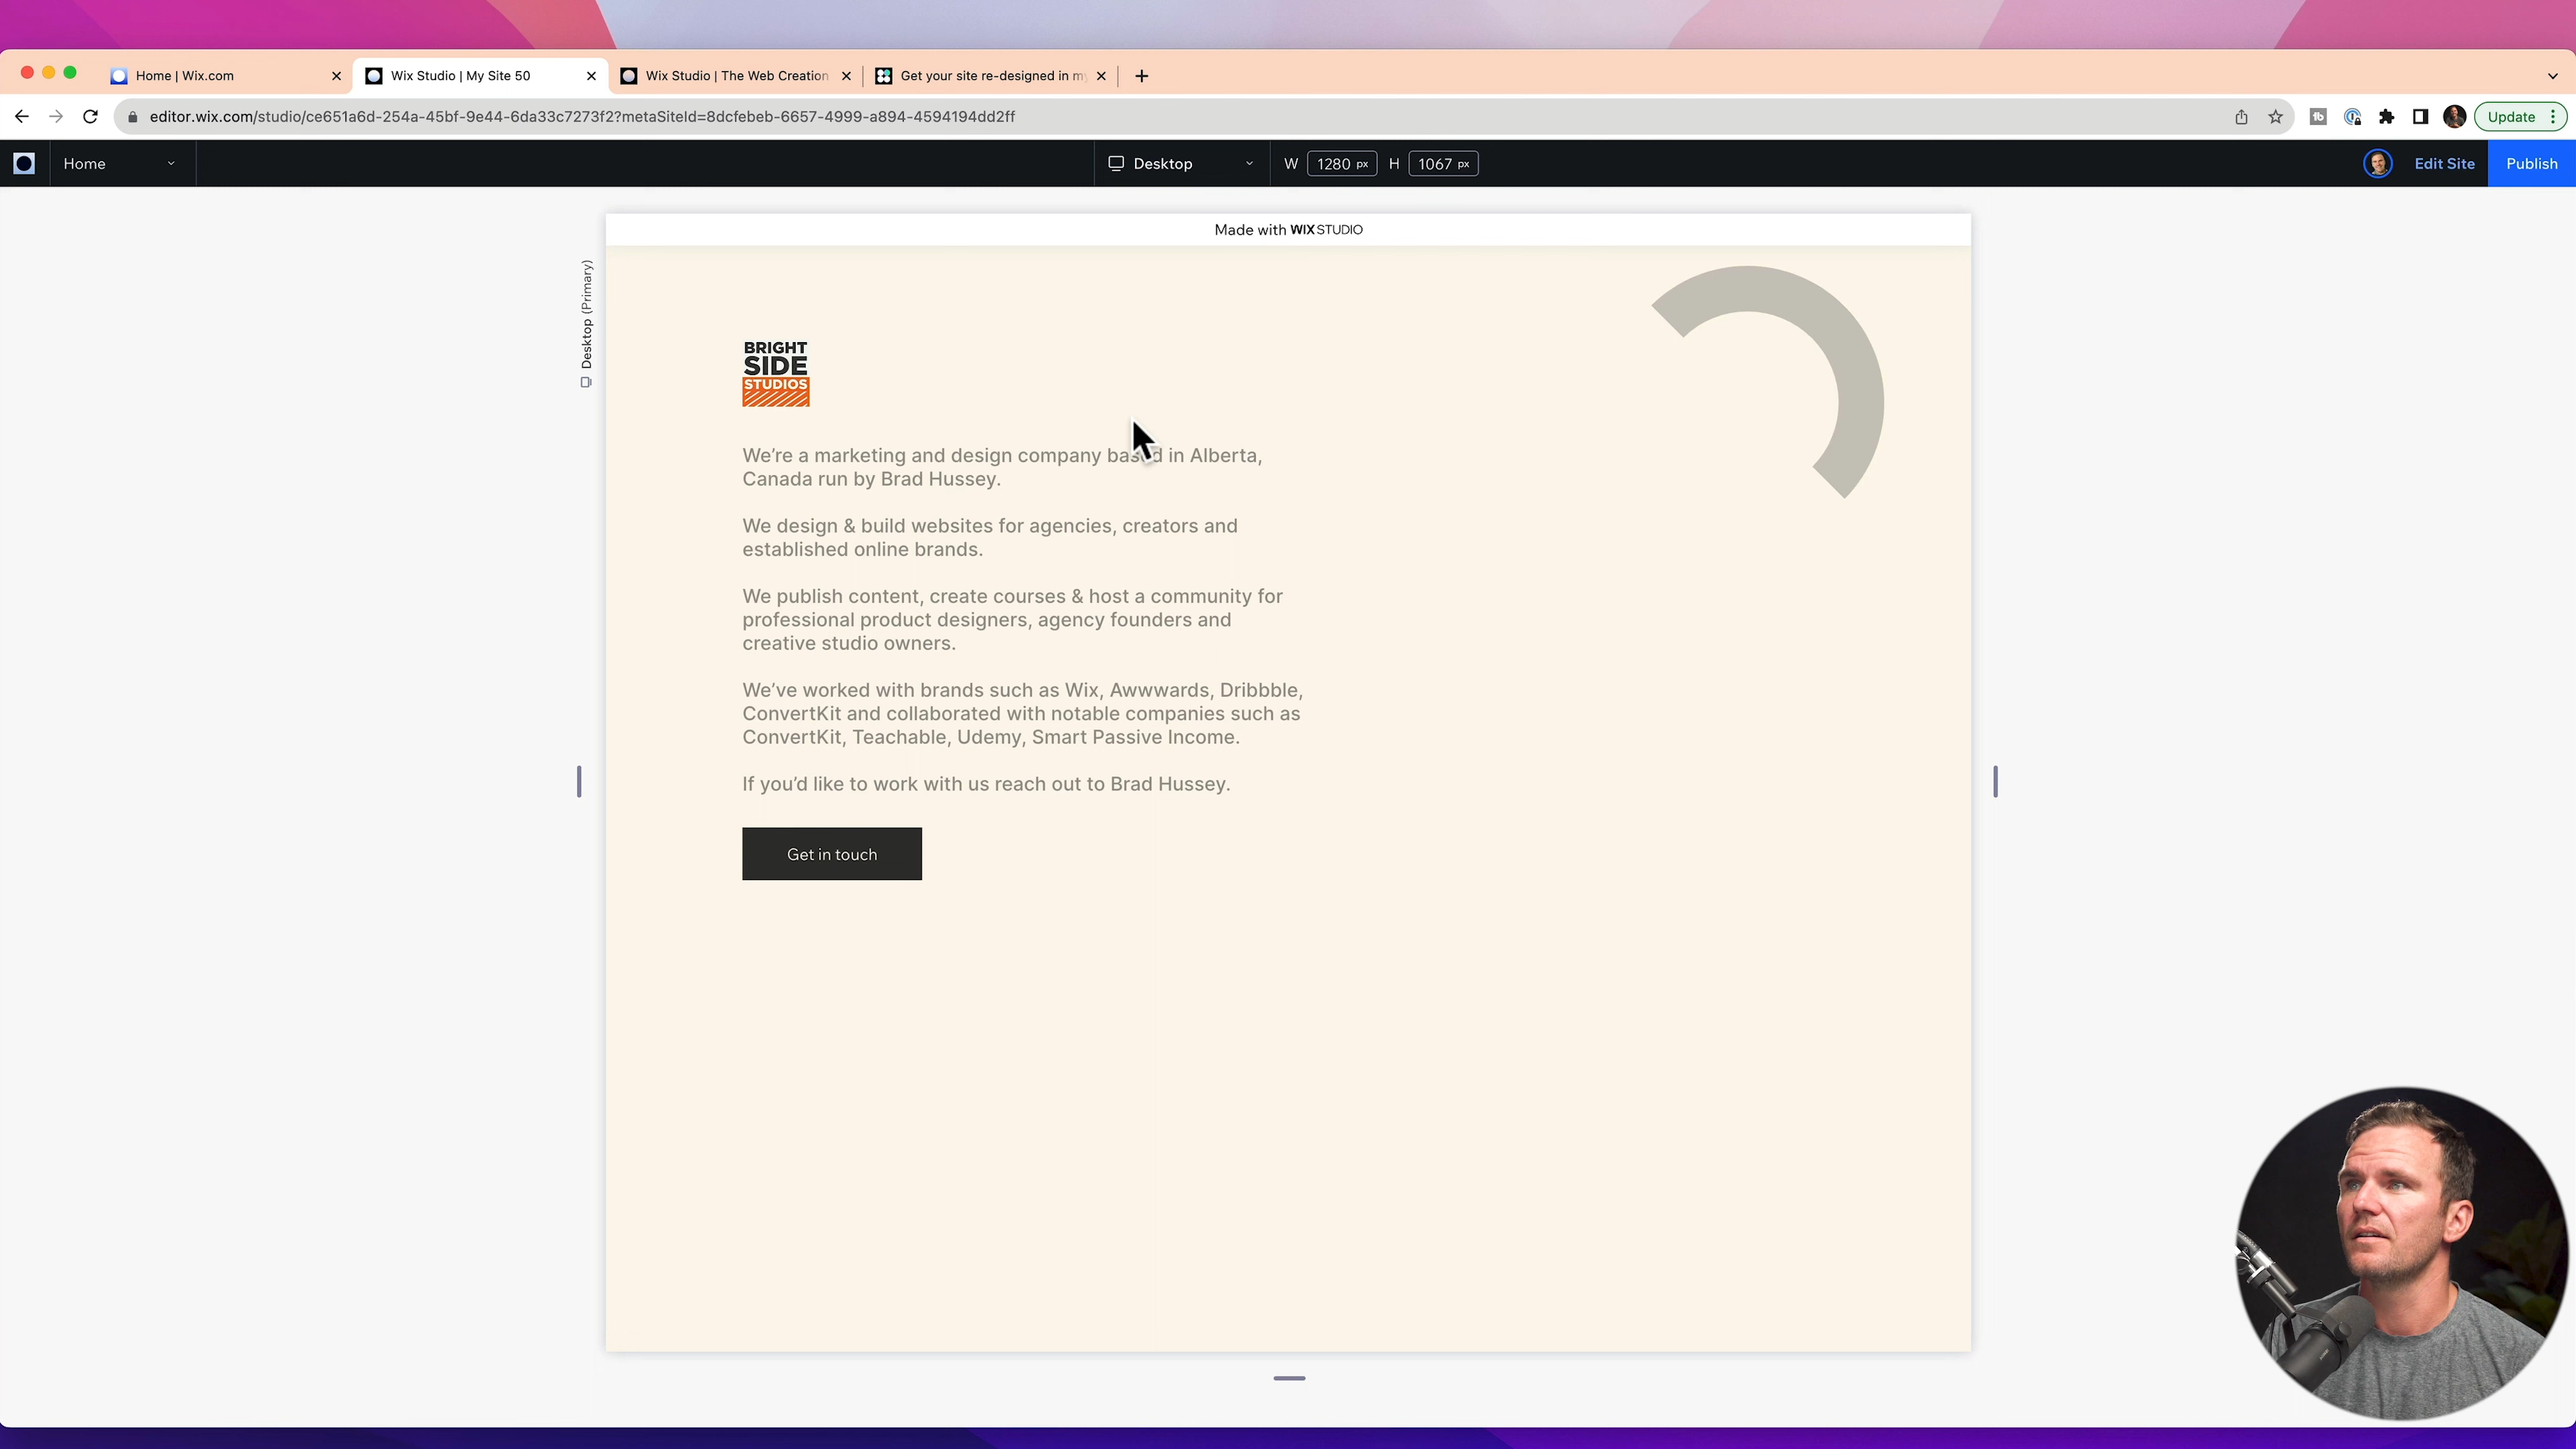 Home | Wix.com
Wix Studio | My Site 50
Wix Studio | The Web Creation
Get your site re-designed in my
editor.wix.com/studio/ce651a6d-254a-45bf-9e44-6da33c7273f2?metaSiteId=8dcfebeb-6657-4999-a894-4594194dd2ff
Update
Home
Desktop
W 1280 px H 1067 px
Edit Site
Publish
Made with WIX STUDIO
Desktop (Primary)
BRIGHT
SIDE
STUDIOS
We're a marketing and design company based in Alberta,
Canada run by Brad Hussey.
We design & build websites for agencies, creators and
established online brands.
We publish content, create courses & host a community for
professional product designers, agency founders and
creative studio owners.
We've worked with brands such as Wix, Awwwards, Dribbble,
ConvertKit and collaborated with notable companies such as
ConvertKit, Teachable, Udemy, Smart Passive Income.
If you'd like to work with us reach out to Brad Hussey.
Get in touch